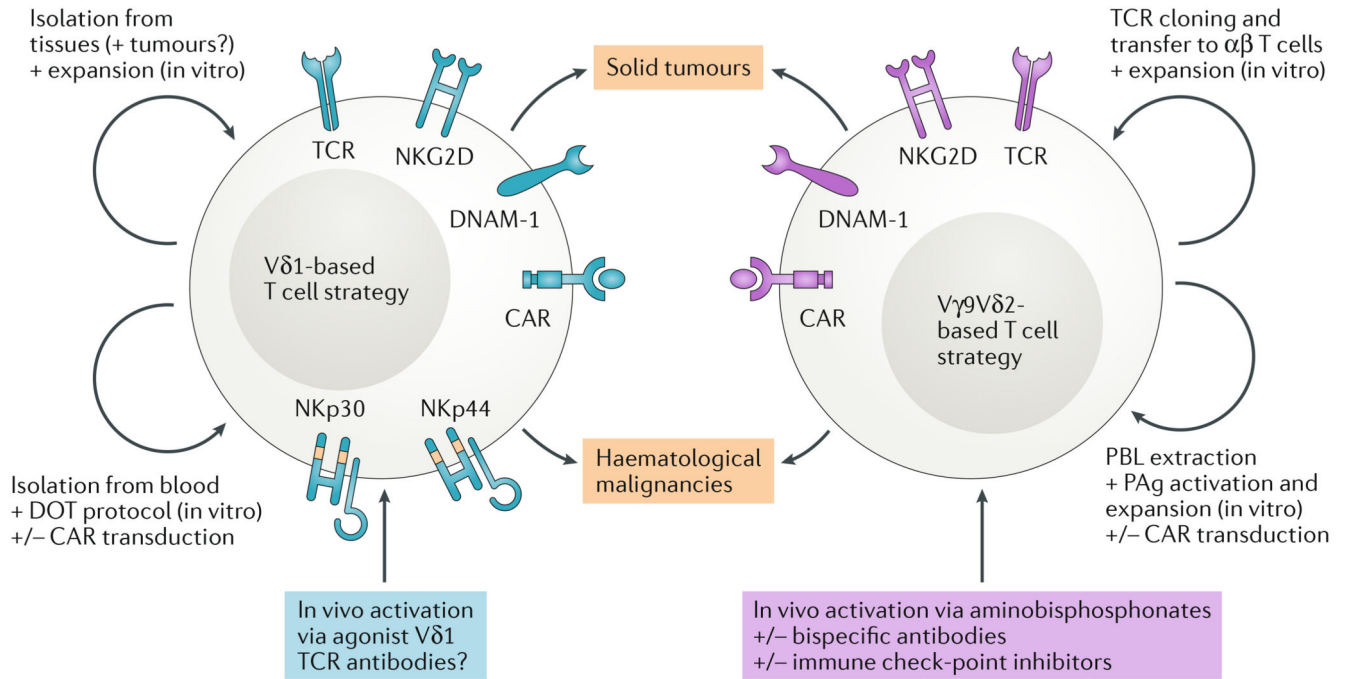 Isolation from
tissues (+ tumours?)
+ expansion (in vitro)
TCR
NKG2D
DNAM-1
CAR
Vδ1-based
T cell strategy
NKp30
NKp44
Isolation from blood
+ DOT protocol (in vitro)
+/– CAR transduction
In vivo activation
via agonist Vδ1
TCR antibodies?
Solid tumours
Haematological
malignancies
TCR cloning and
transfer to αβ T cells
+ expansion (in vitro)
NKG2D
TCR
DNAM-1
CAR
Vγ9Vδ2-
based T cell
strategy
PBL extraction
+ PAg activation and
expansion (in vitro)
+/– CAR transduction
In vivo activation via aminobisphosphonates
+/– bispecific antibodies
+/– immune check-point inhibitors